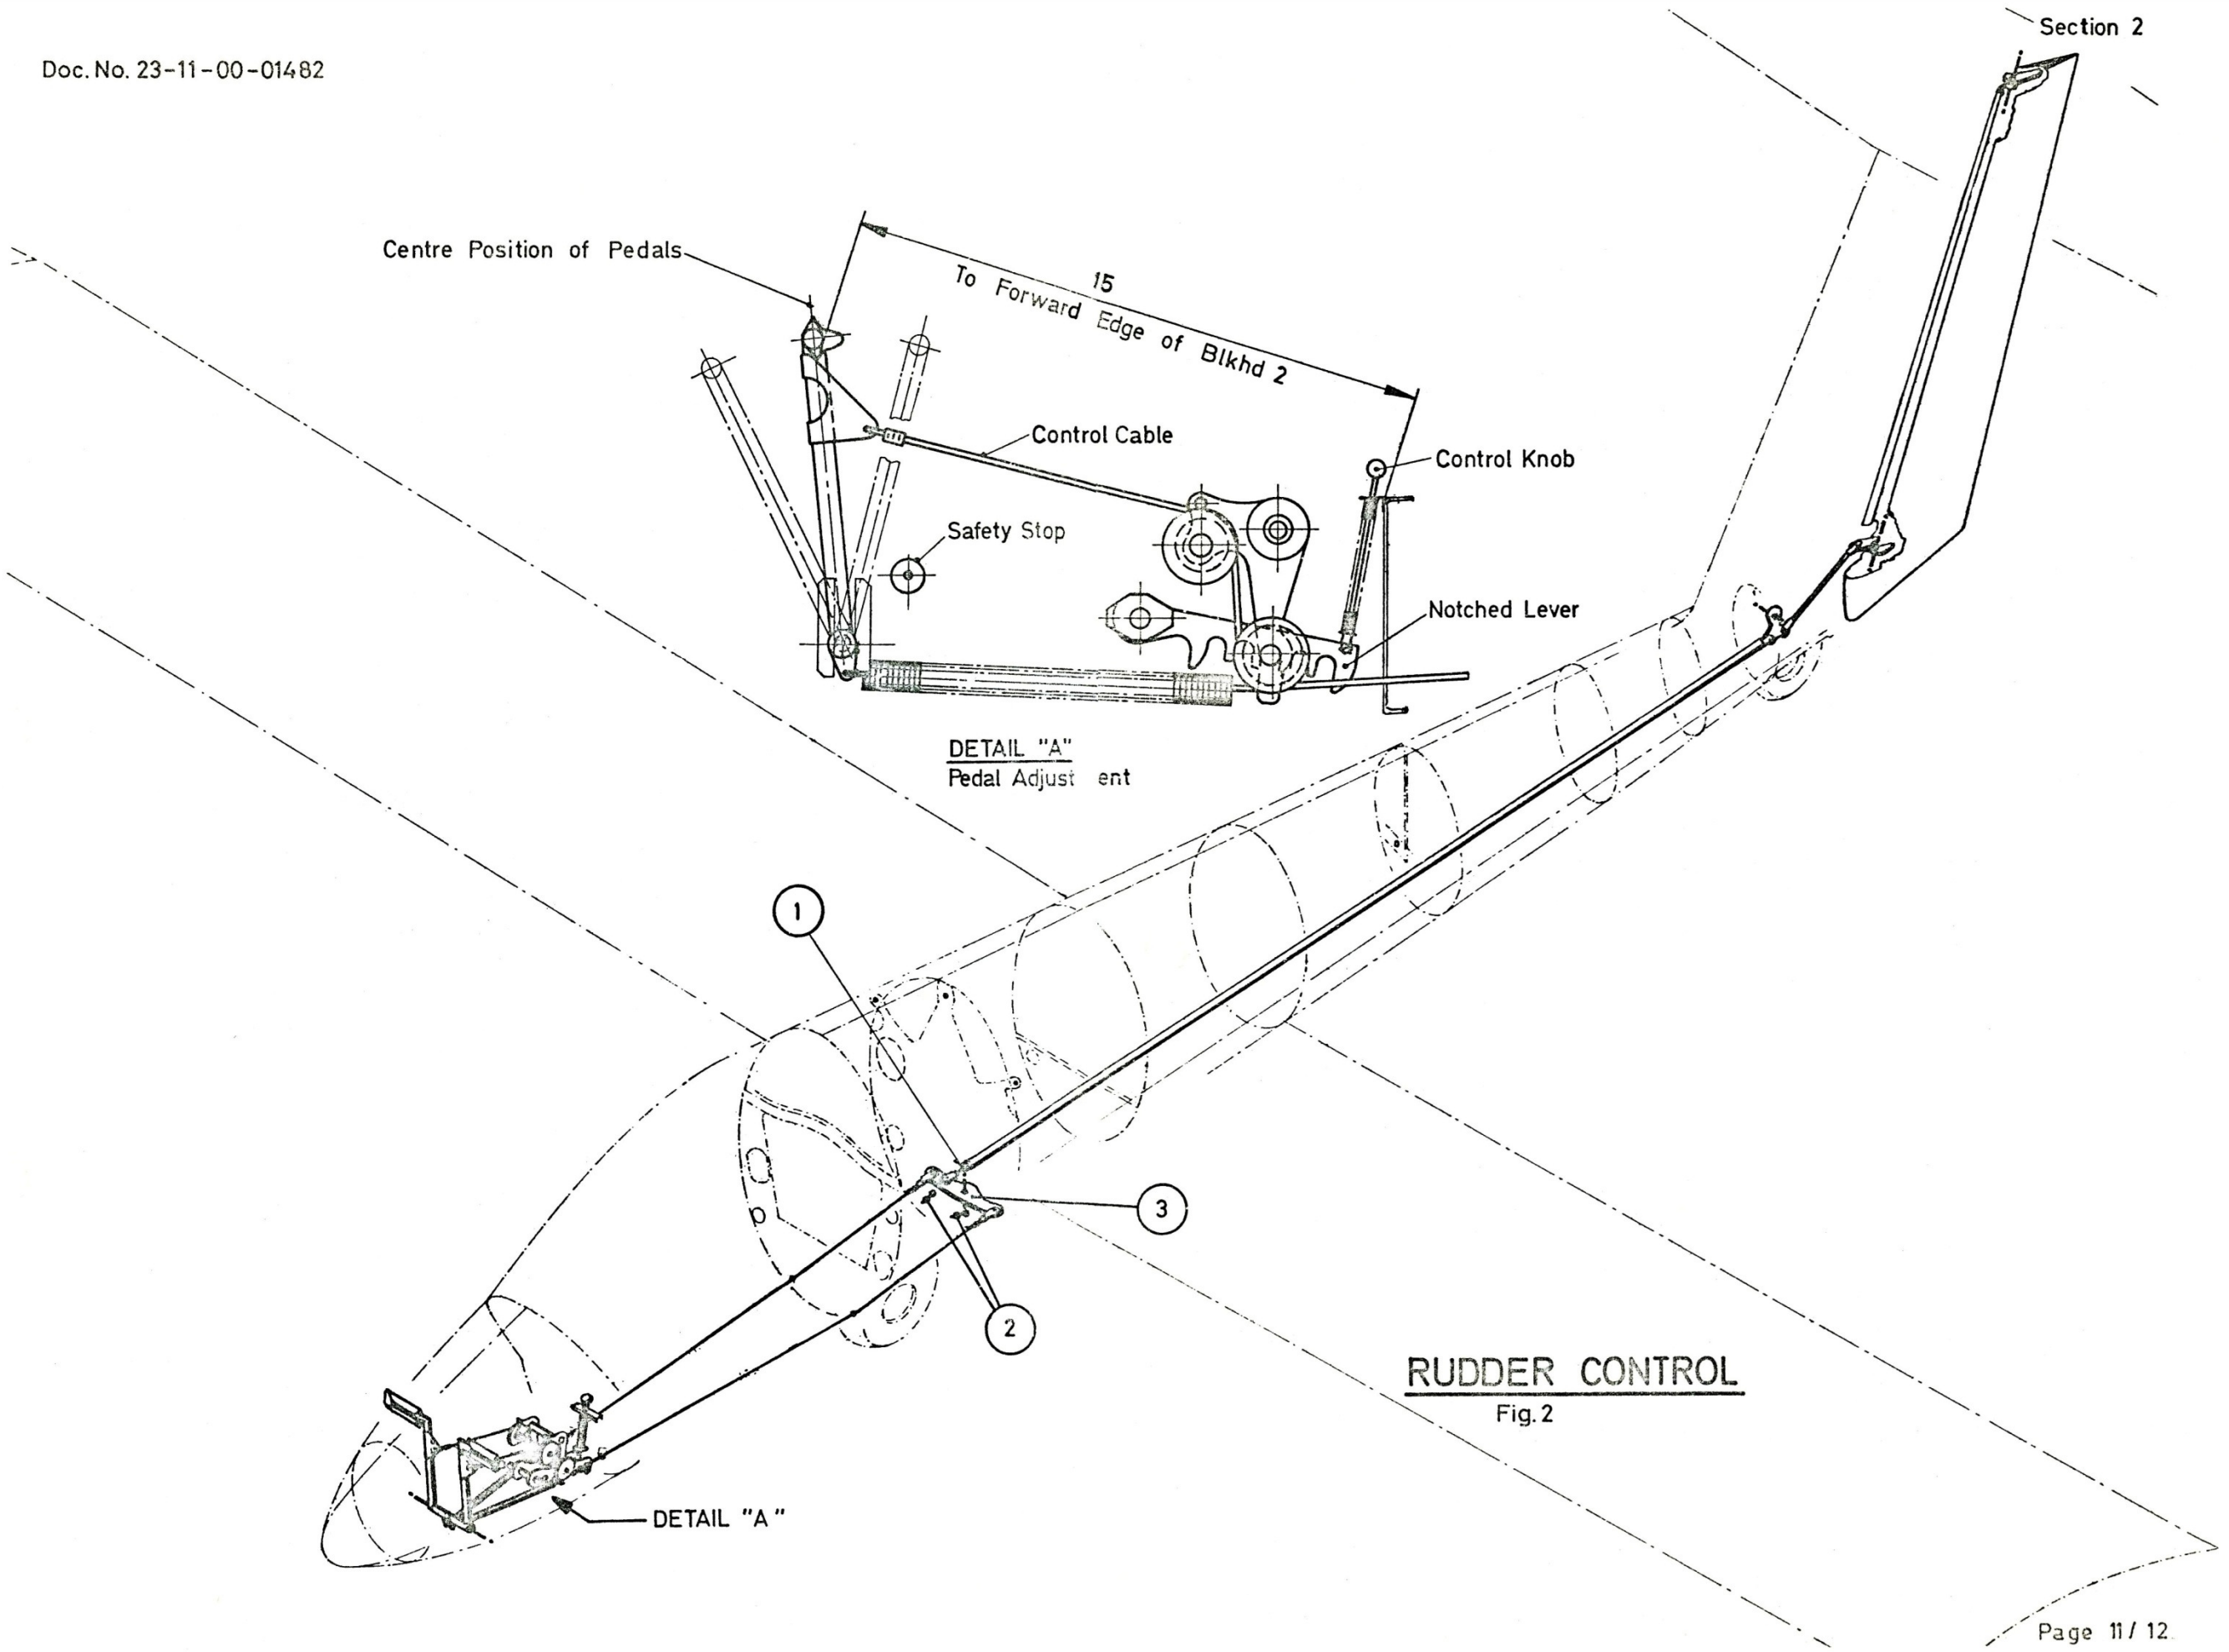 Section 2
Doc. No. 23-11-00-01482
Centre Position of Pedals
15
To Forward Edge of Blkhd 2
Control Cable
Control Knob
Safety Stop
Notched Lever
DETAIL "A"
Pedal Adjust ent
1
3
2
RUDDER CONTROL
Fig. 2
DETAIL "A"
Page 11/12